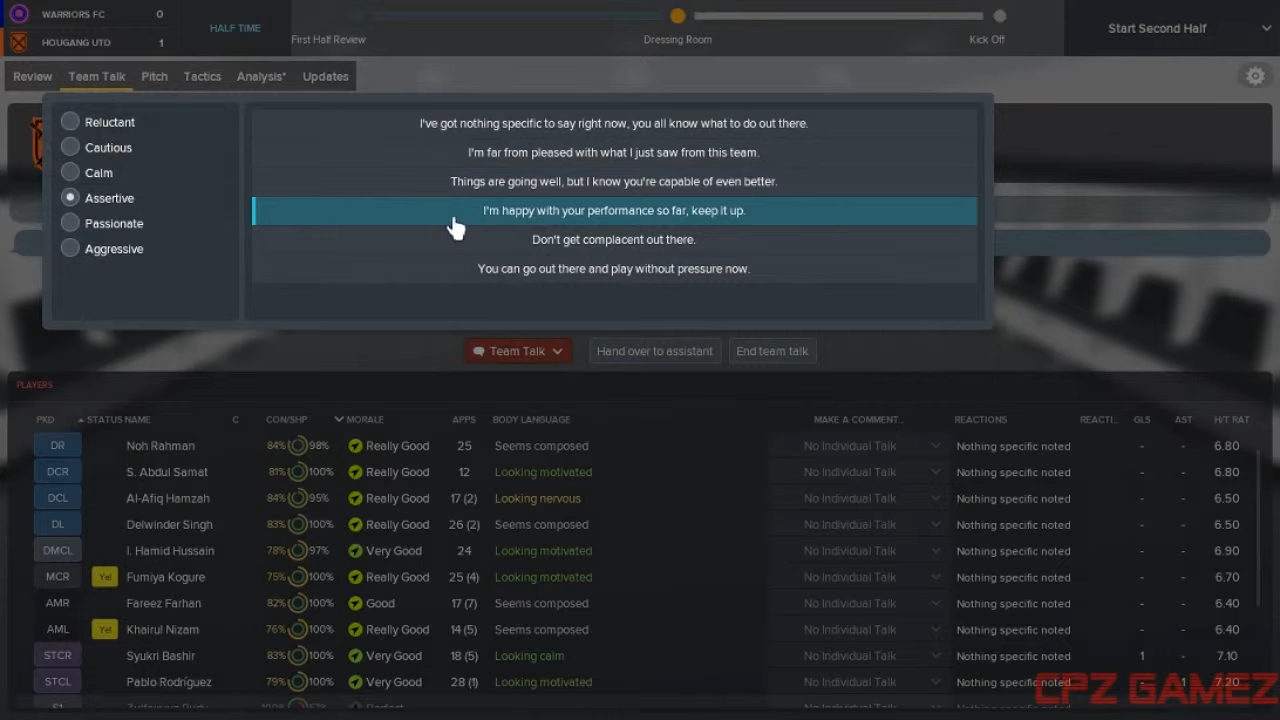 WARRIORS FC 0
HOUGANG UTD 1
HALF TIME
First Half Review
Dressing Room
Kick Off
Start Second Half
Review Team Talk Pitch Tactics Analysis* Updates
Reluctant
Cautious
Calm
Assertive
Passionate
Aggressive
I've got nothing specific to say right now, you all know what to do out there.
I'm far from pleased with what I just saw from this team.
Things are going well, but I know you're capable of even better.
I'm happy with your performance so far, keep it up.
Don't get complacent out there.
You can go out there and play without pressure now.
Team Talk Hand over to assistant End team talk
PLAYERS
PKD STATUS NAME C CON/SHP MORALE APPS BODY LANGUAGE MAKE A COMMENT... REACTIONS REACTI... GLS AST H/T RAT
DR Noh Rahman 84% 98% Really Good 25 Seems composed No Individual Talk Nothing specific noted - - 6.80
DCR S. Abdul Samat 81% 100% Really Good 12 Looking motivated No Individual Talk Nothing specific noted - - 6.80
DCL Al-Afiq Hamzah 84% 95% Really Good 17 (2) Looking nervous No Individual Talk Nothing specific noted - - 6.50
DL Delwinder Singh 83% 100% Really Good 26 (2) Seems composed No Individual Talk Nothing specific noted - - 6.50
DMCL I. Hamid Hussain 78% 97% Very Good 24 Looking motivated No Individual Talk Nothing specific noted - - 6.90
MCR Yel Fumiya Kogure 75% 100% Really Good 25 (4) Looking motivated No Individual Talk Nothing specific noted - - 6.70
AMR Fareez Farhan 82% 100% Good 17 (7) Seems composed No Individual Talk Nothing specific noted - - 6.40
AML Yel Khairul Nizam 76% 100% Really Good 14 (5) Seems composed No Individual Talk Nothing specific noted - - 6.40
STCR Syukri Bashir 83% 100% Very Good 18 (5) Looking calm No Individual Talk Nothing specific noted 1 - 7.10
STCL Pablo Rodríguez 79% 100% Very Good 28 (1) Looking motivated No Individual Talk Nothing specific noted - 1 7.20
CPZ GAMEZ